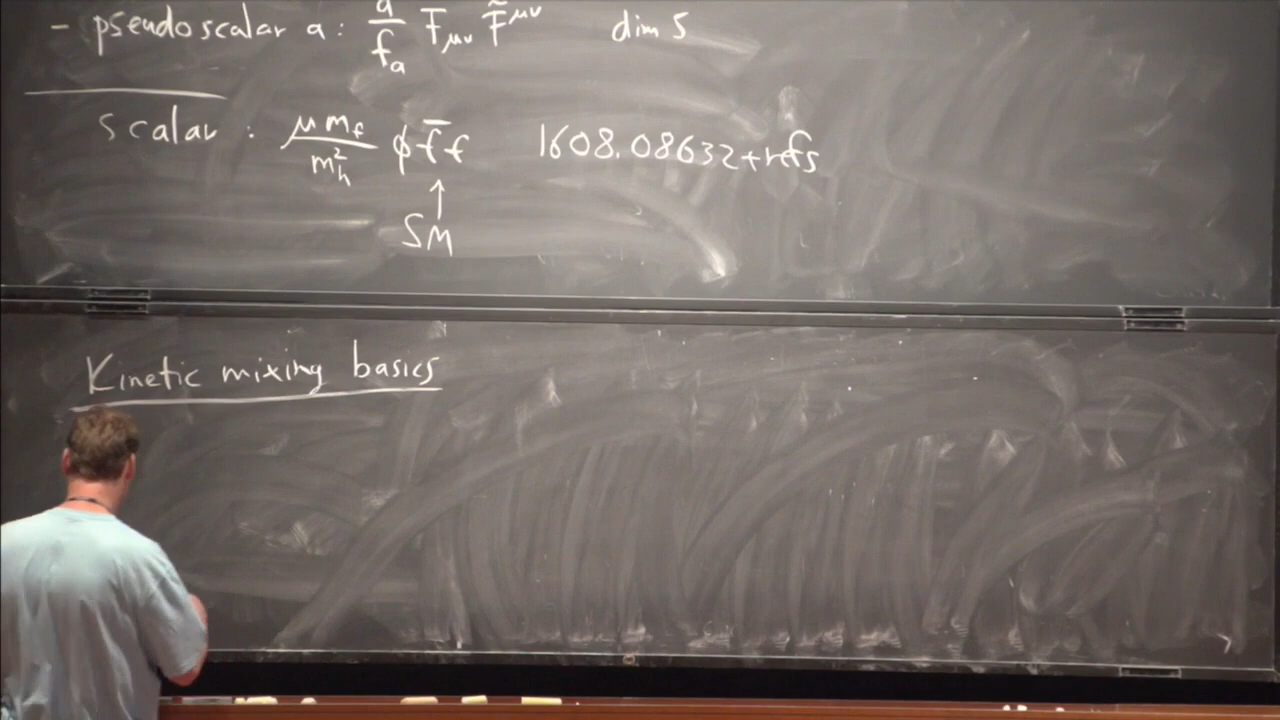 - pseudoscalar a: a/f_a F_μν F̃^μν dim 5
scalar: μ m_f / m_h^2 ϕ f̄ f 1608.08632 + refs
↑
SM
Kinetic mixing basics